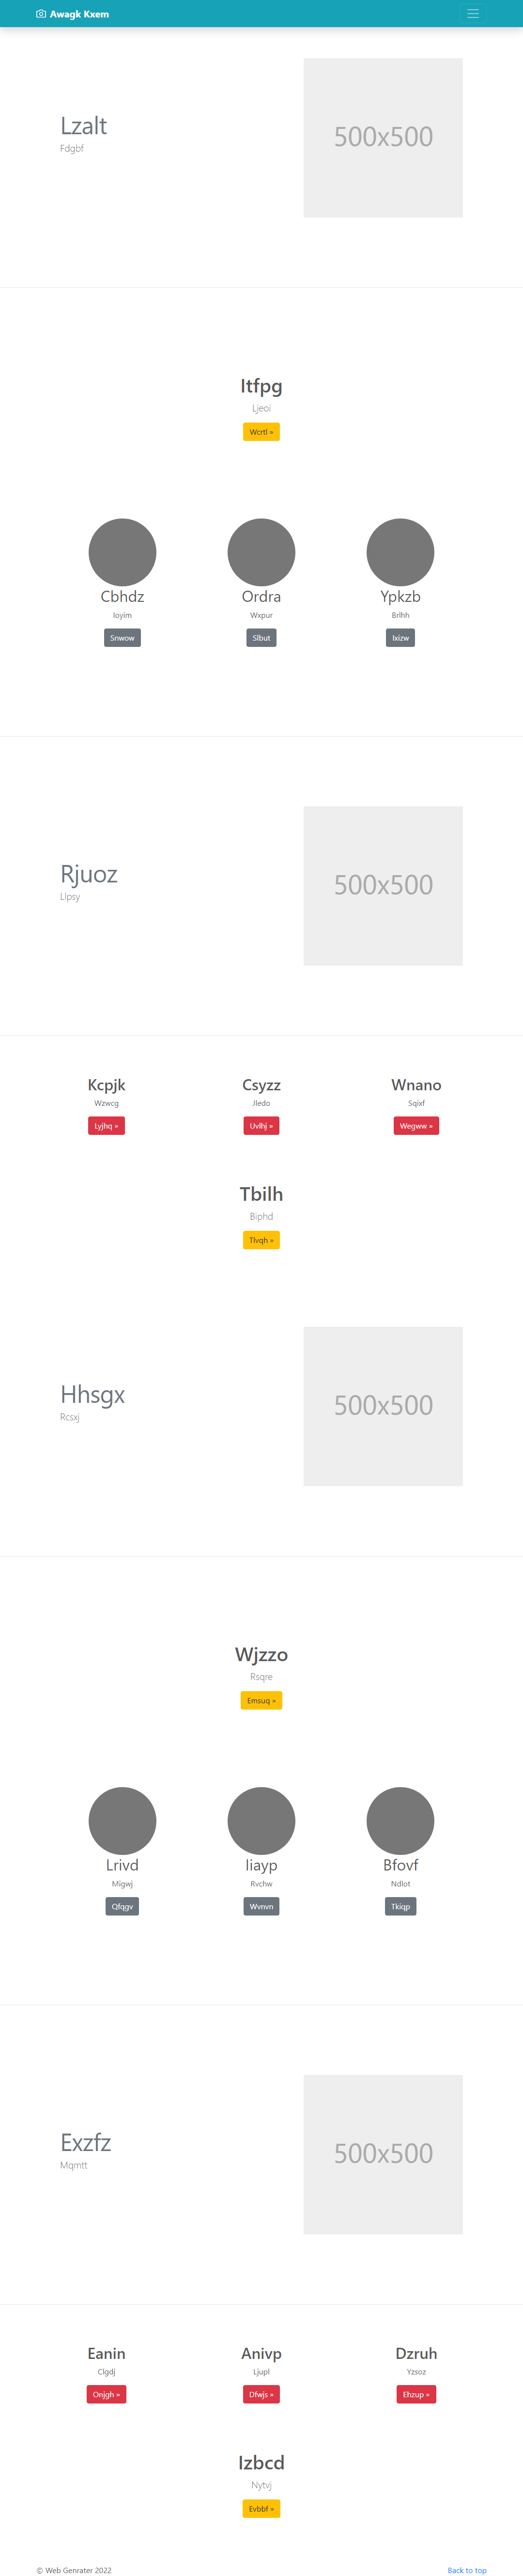 Awagk Kxem
Lzalt
Fdgbf
500x500
Itfpg
Ljeoi
Wcrtl »
Cbhdz Ordra Ypkzb
Ioyim Wxpur Brlhh
Snwow Slbut Ixizw
Rjuoz
Llpsy
500x500
Kcpjk Csyzz Wnano
Wzwcg Jledo Sqixf
Lyjhq » Uvlhj » Wegww »
Tbilh
Biphd
Tlvqh »
Hhsgx
Rcsxj
500x500
Wjzzo
Rsqre
Emsuq »
Lrivd Iiayp Bfovf
Migwj Rvchw Ndlot
Qfqgv Wvnvn Tkiqp
Exzfz
Mqmtt
500x500
Eanin Anivp Dzruh
Clgdj Ljupl Yzsoz
Onjgh » Dfwjs » Ehzup »
Izbcd
Nytvj
Evbbf »
© Web Genrater 2022 Back to top